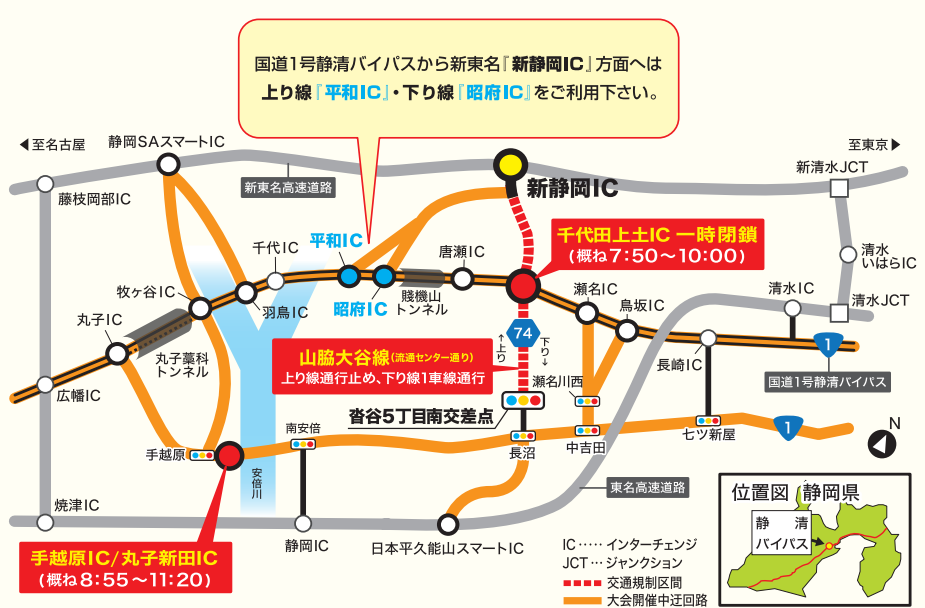 国道1号静清バイパスから新東名『新静岡IC』方面へは
上り線『平和IC』・下り線『昭府IC』をご利用下さい。
◀至名古屋
静岡SAスマートIC
至東京▶
新清水JCT
藤枝岡部IC
新東名高速道路
新静岡IC
千代田上土IC 一時閉鎖
(概ね7:50～10:00)
清水
いはらIC
千代IC
平和IC
唐瀬IC
牧ヶ谷IC
羽鳥IC
昭府IC
賤機山
トンネル
瀬名IC
鳥坂IC
清水IC
清水JCT
丸子IC
丸子藁科
トンネル
74
↑上り
下り↓
1
山脇大谷線(流通センター通り)
上り線通行止め、下り線1車線通行
長崎IC
国道1号静清バイパス
広幡IC
瀬名川西
沓谷5丁目南交差点
南安倍
長沼
中吉田
七ツ新屋
1
N
手越原
安倍川
東名高速道路
焼津IC
静岡IC
日本平久能山スマートIC
手越原IC/丸子新田IC
(概ね8:55～11:20)
IC‥‥インターチェンジ
JCT…ジャンクション
交通規制区間
大会開催中迂回路
位置図 静岡県
静清
バイパス